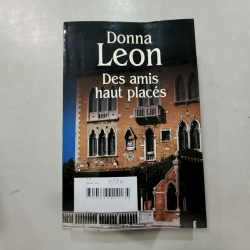 Donna
Leon
Des amis
haut placés